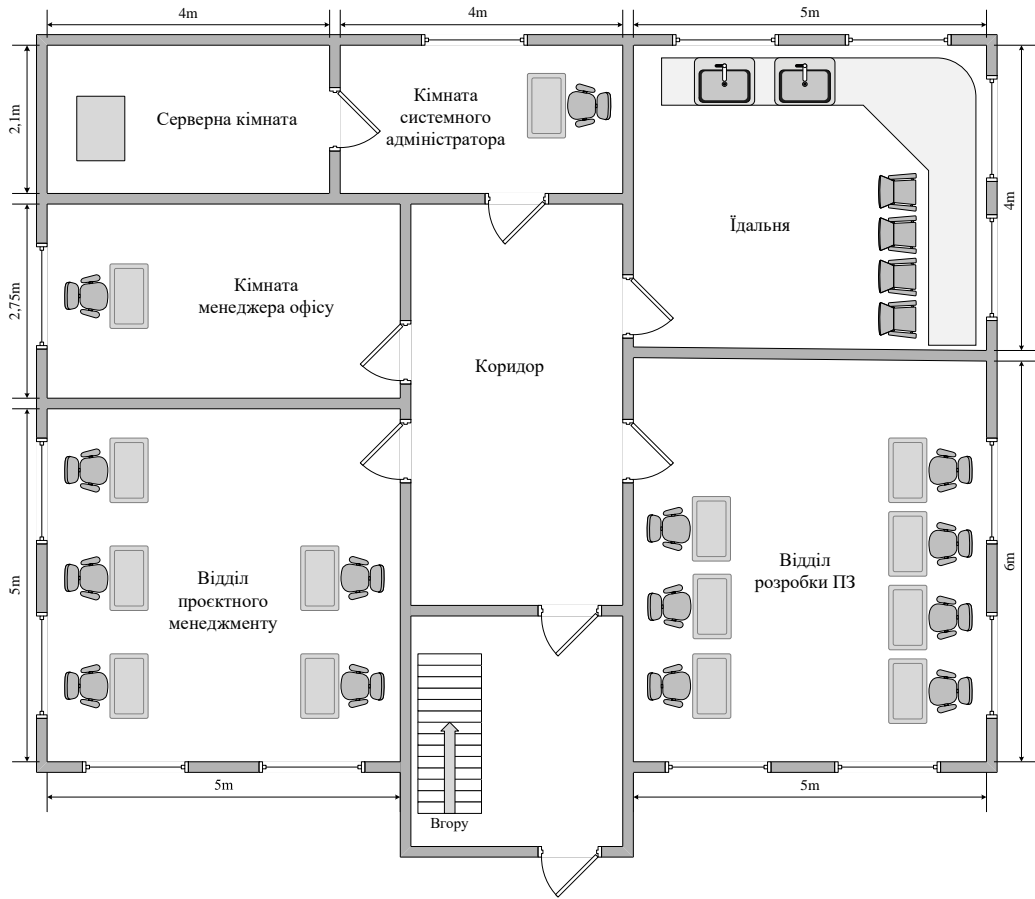 4m
4m
5m
2,1m
Серверна кімната
Кімната
системного
адміністратора
4m
Їдальня
2,75m
Кімната
менеджера офісу
Коридор
5m
Відділ
проєктного
менеджменту
Відділ
розробки ПЗ
6m
5m
5m
Вгору